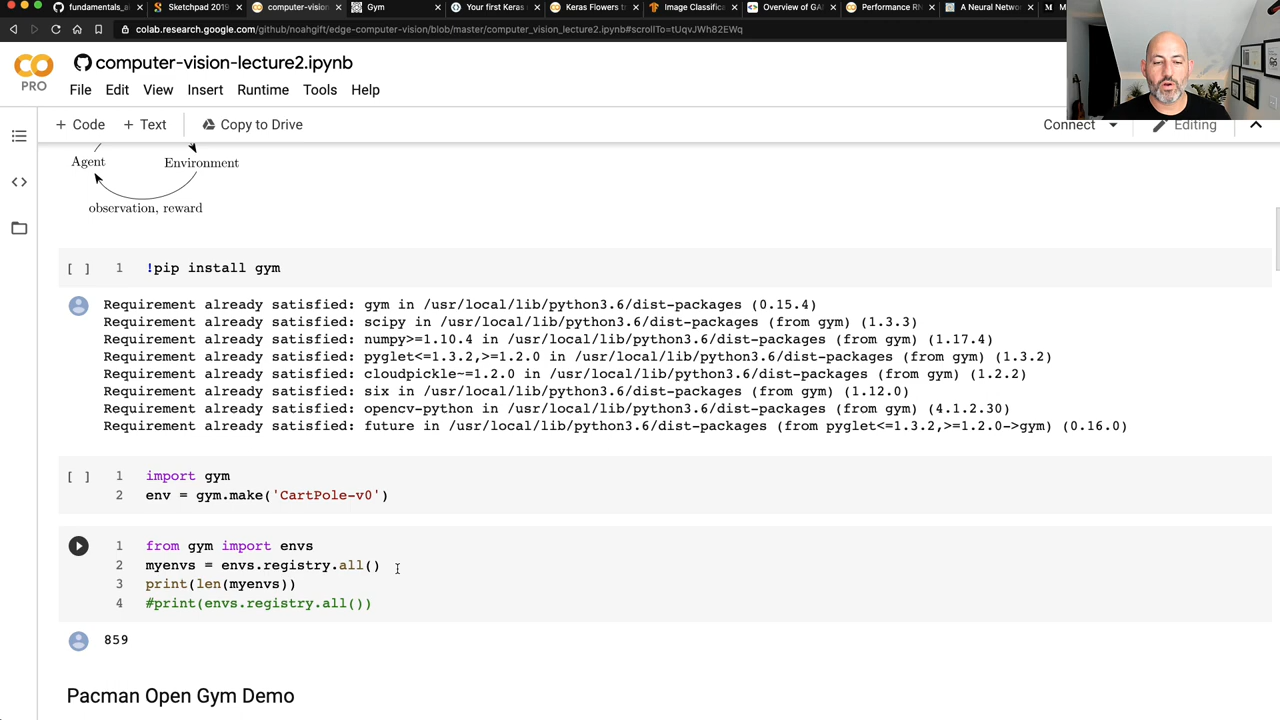 fundamentals_al
Sketchpad 2019
computer-vision
Gym
Your first Keras
Keras Flowers tr
Image Classifica
Overview of GAN
Performance RN
A Neural Networ
M
colab.research.google.com/github/noahgift/edge-computer-vision/blob/master/computer_vision_lecture2.ipynb#scrollTo=tUqvJWh82EWq
CO
PRO
computer-vision-lecture2.ipynb
File Edit View Insert Runtime Tools Help
+ Code + Text Copy to Drive
Connect Editing
Agent Environment
observation, reward
[ ] 1 !pip install gym
Requirement already satisfied: gym in /usr/local/lib/python3.6/dist-packages (0.15.4)
Requirement already satisfied: scipy in /usr/local/lib/python3.6/dist-packages (from gym) (1.3.3)
Requirement already satisfied: numpy>=1.10.4 in /usr/local/lib/python3.6/dist-packages (from gym) (1.17.4)
Requirement already satisfied: pyglet<=1.3.2,>=1.2.0 in /usr/local/lib/python3.6/dist-packages (from gym) (1.3.2)
Requirement already satisfied: cloudpickle~=1.2.0 in /usr/local/lib/python3.6/dist-packages (from gym) (1.2.2)
Requirement already satisfied: six in /usr/local/lib/python3.6/dist-packages (from gym) (1.12.0)
Requirement already satisfied: opencv-python in /usr/local/lib/python3.6/dist-packages (from gym) (4.1.2.30)
Requirement already satisfied: future in /usr/local/lib/python3.6/dist-packages (from pyglet<=1.3.2,>=1.2.0->gym) (0.16.0)
[ ] 1 import gym
2 env = gym.make('CartPole-v0')
1 from gym import envs
2 myenvs = envs.registry.all()
3 print(len(myenvs))
4 #print(envs.registry.all())
859
Pacman Open Gym Demo